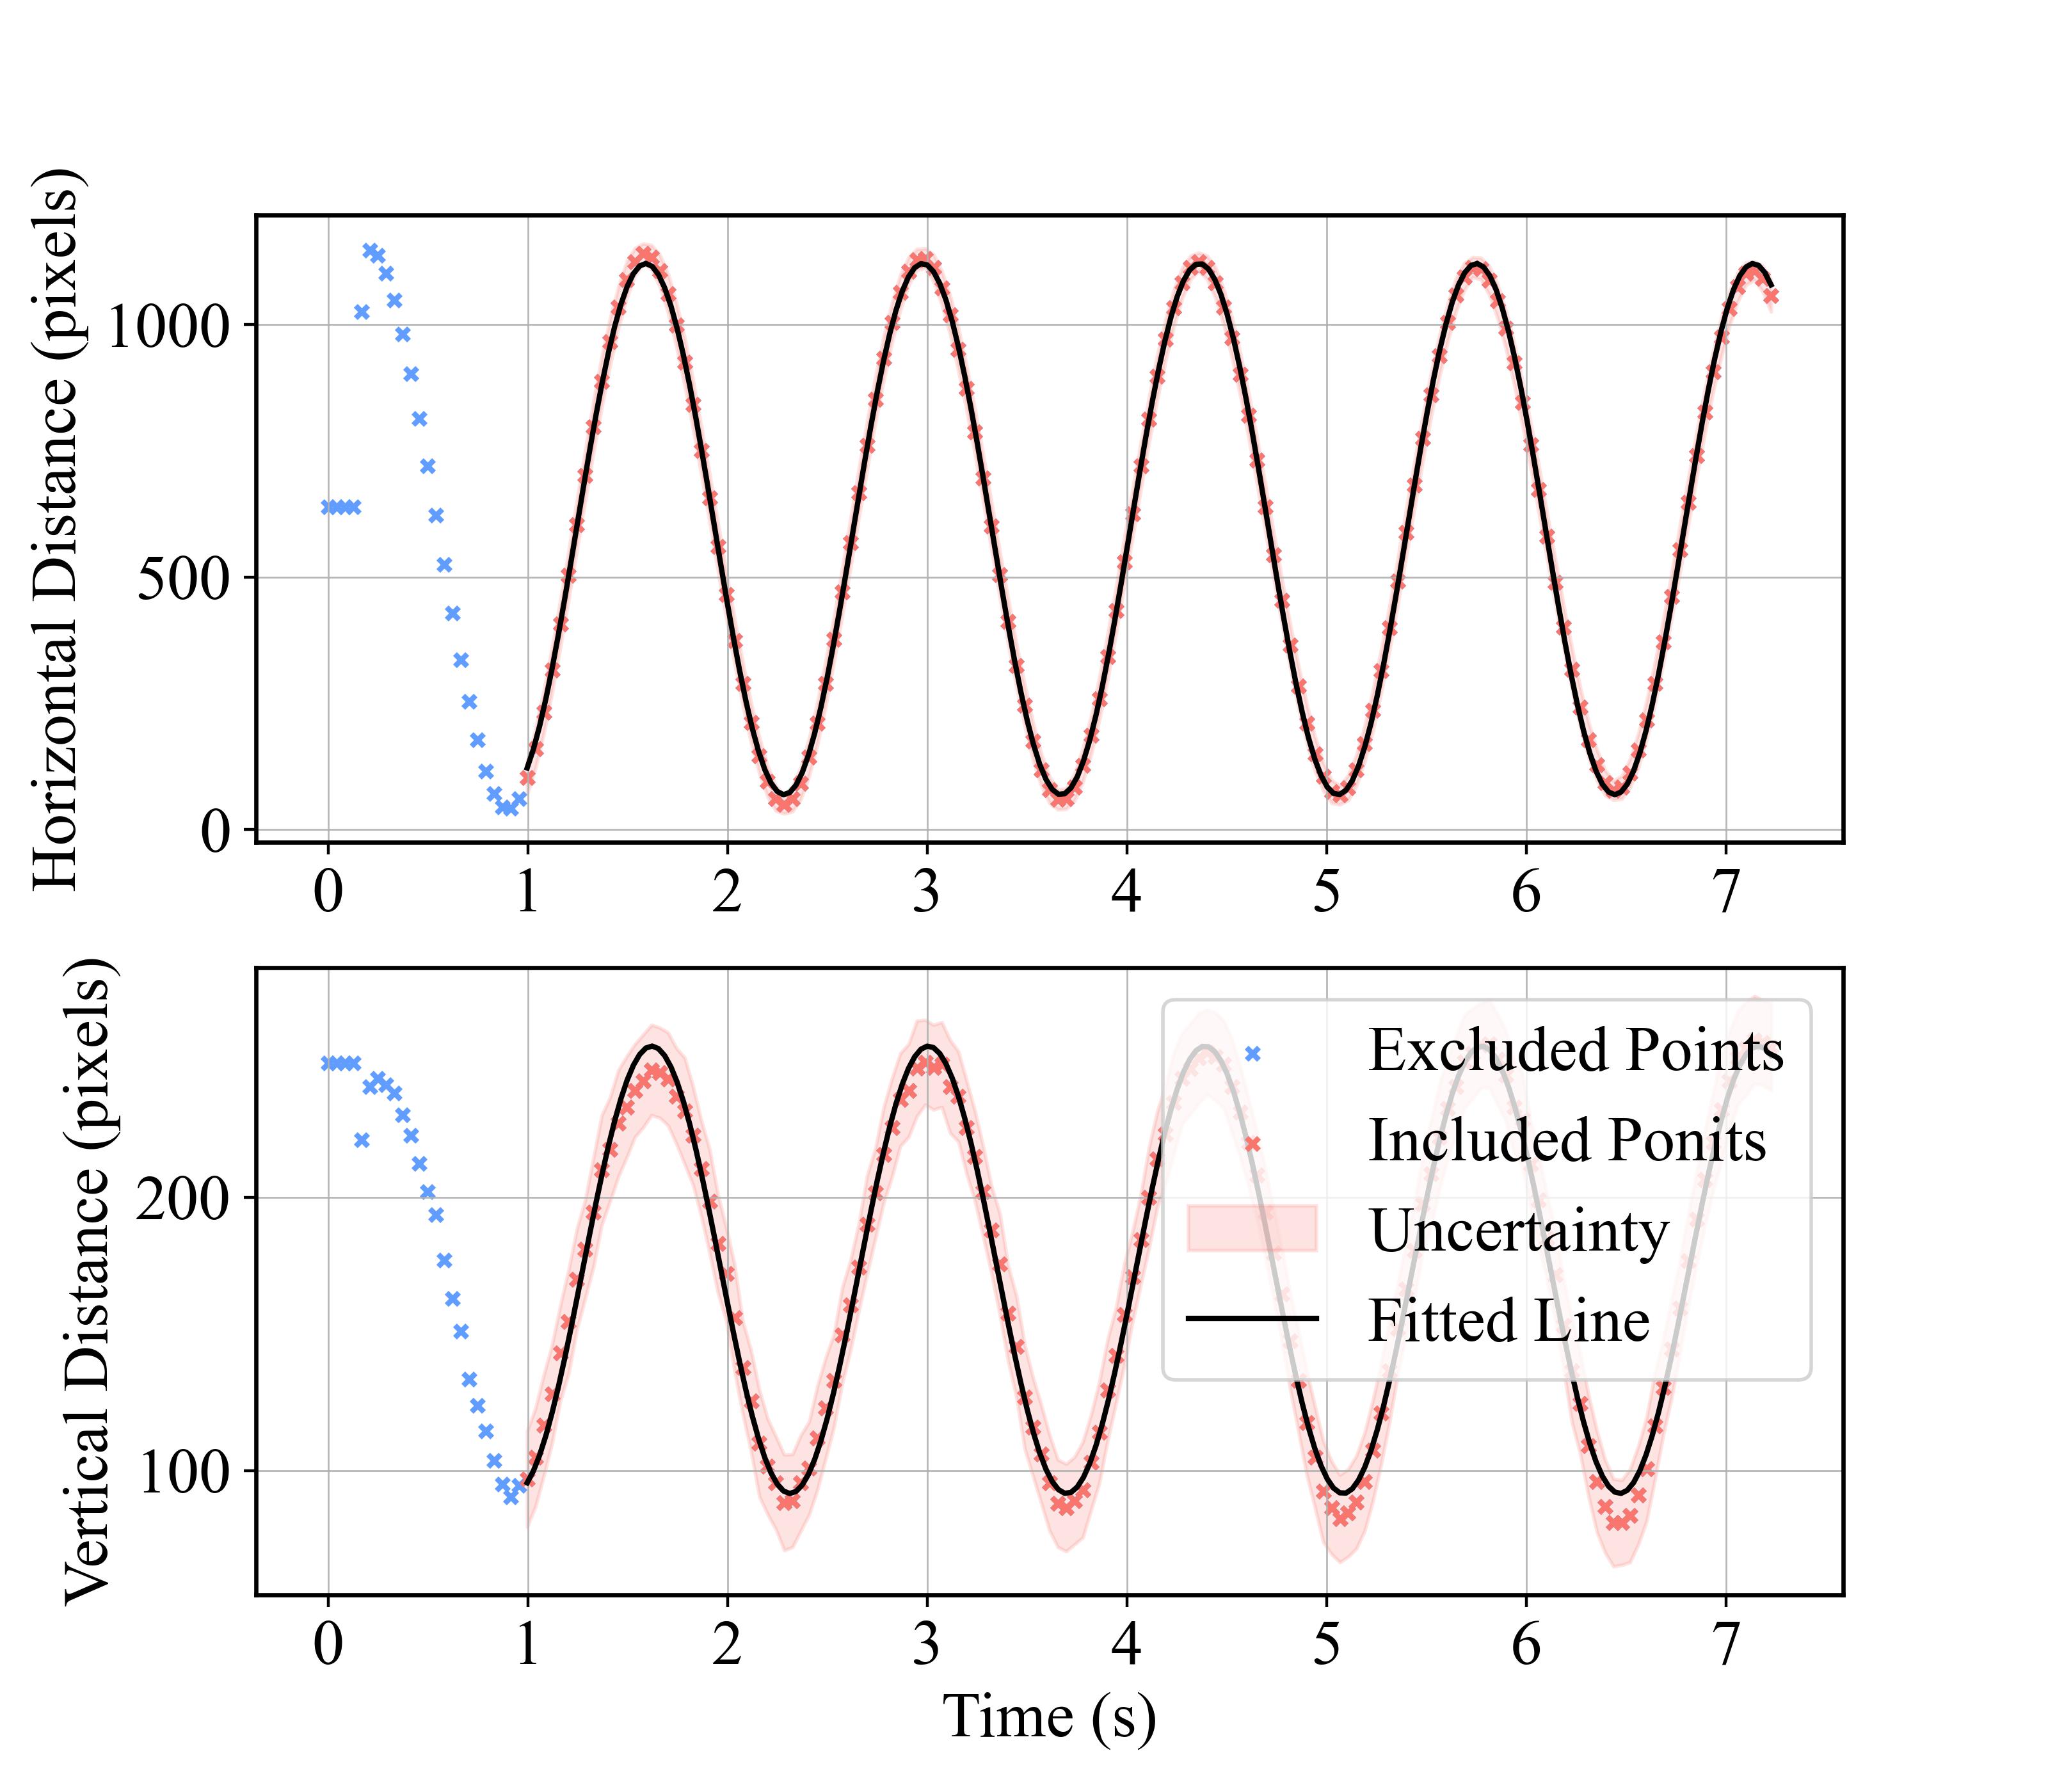 Horizontal Distance (pixels)
1000
500
0
0 1 2 3 4 5 6 7
Vertical Distance (pixels)
200
100
Excluded Points
Included Ponits
Uncertainty
Fitted Line
0 1 2 3 4 5 6 7
Time (s)